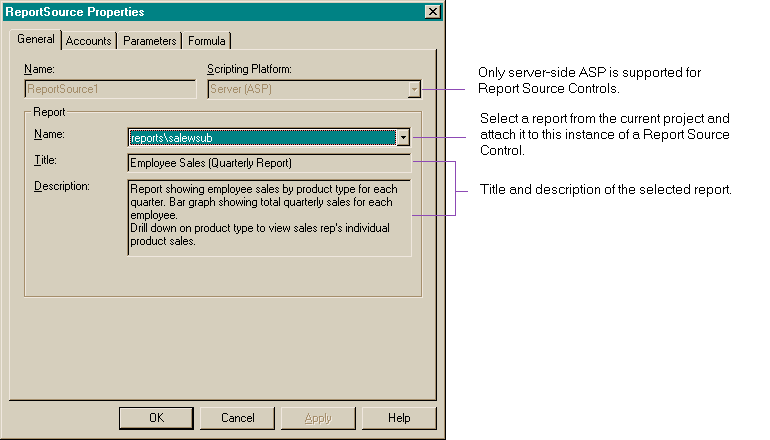 ReportSource Properties
General Accounts Parameters Formula
Name: Scripting Platform:
ReportSource1 Server (ASP)
Only server-side ASP is supported for
Report Source Controls.
Report
Name: reports\salewsub
Select a report from the current project and
attach it to this instance of a Report Source
Control.
Title: Employee Sales (Quarterly Report)
Description: Report showing employee sales by product type for each
quarter. Bar graph showing total quarterly sales for each
employee.
Drill down on product type to view sales rep's individual
product sales.
Title and description of the selected report.
OK Cancel Apply Help